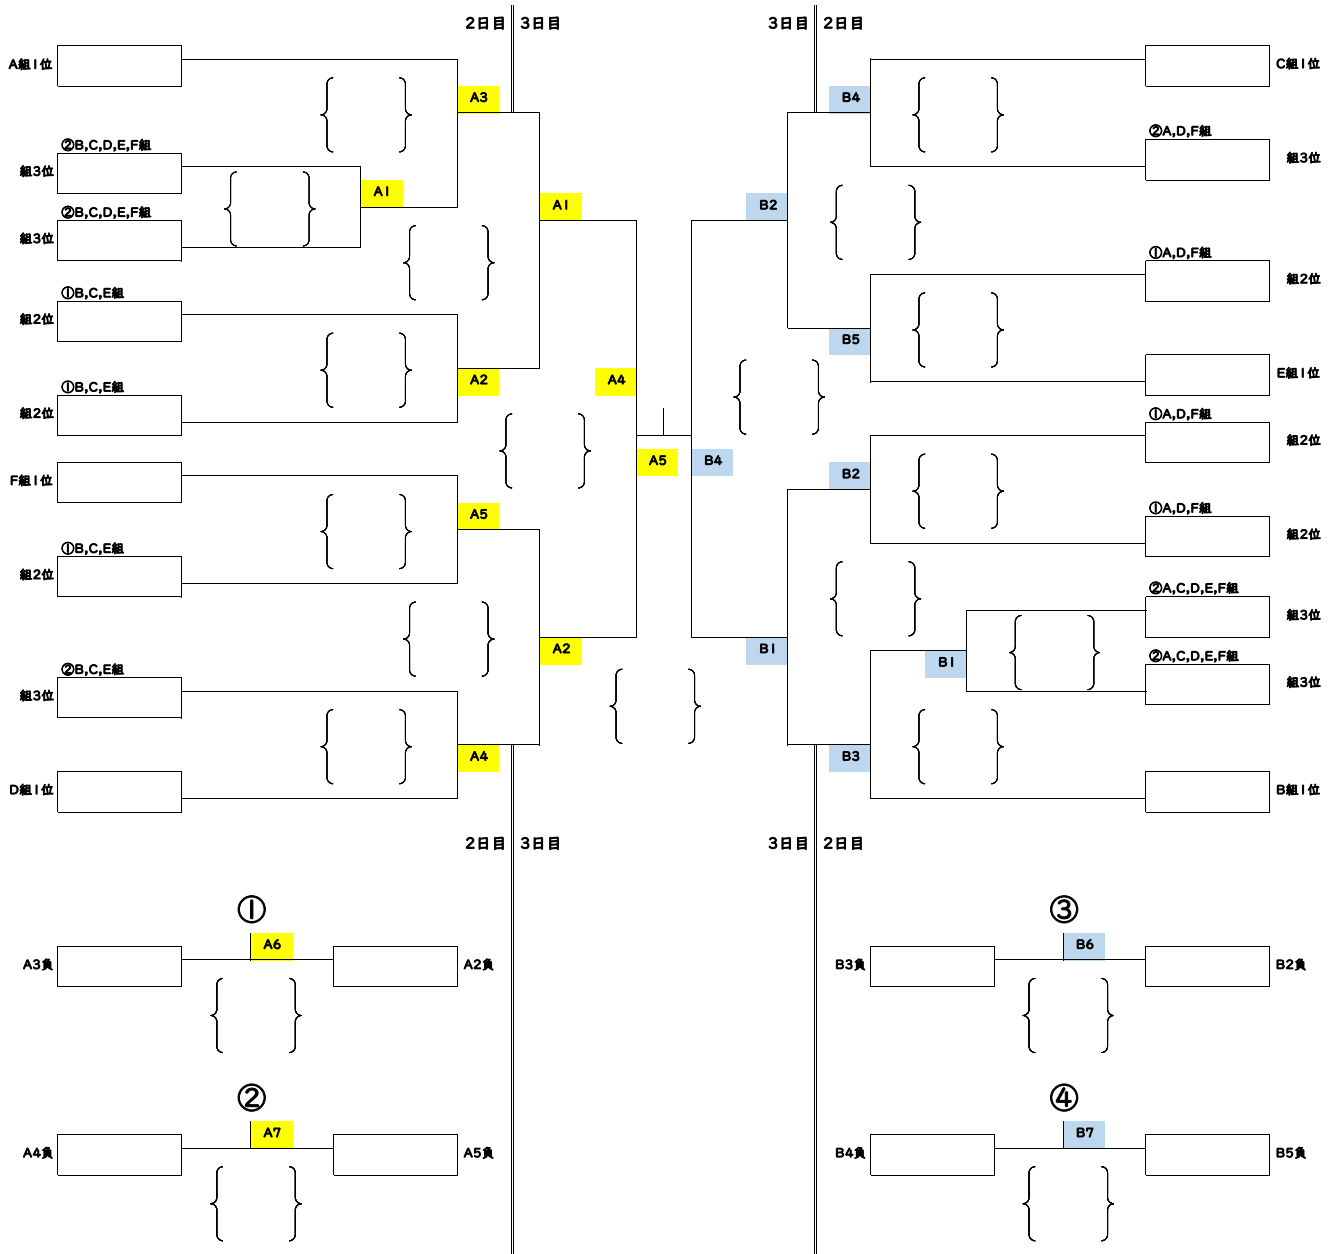 2日目 3日目 3日目 2日目
A組1位 C組1位
A3 B4
②B,C,D,E,F組 ②A,D,F組
組3位 組3位
A1
②B,C,D,E,F組
組3位
A1 B2
①B,C,E組 ①A,D,F組
組2位 組2位
B5
A2 A4 E組1位
①B,C,E組 ①A,D,F組
組2位 組2位
A5 B4
F組1位 B2
A5 ①A,D,F組
組2位
①B,C,E組
組2位 ②A,C,D,E,F組
組3位
A2 B1 B1
②B,C,E組 ②A,C,D,E,F組
組3位 組3位
A4 B3
D組1位 B組1位
2日目 3日目 3日目 2日目
① ③
A6 B6
A3負 A2負 B3負 B2負
② ④
A7 B7
A4負 A5負 B4負 B5負